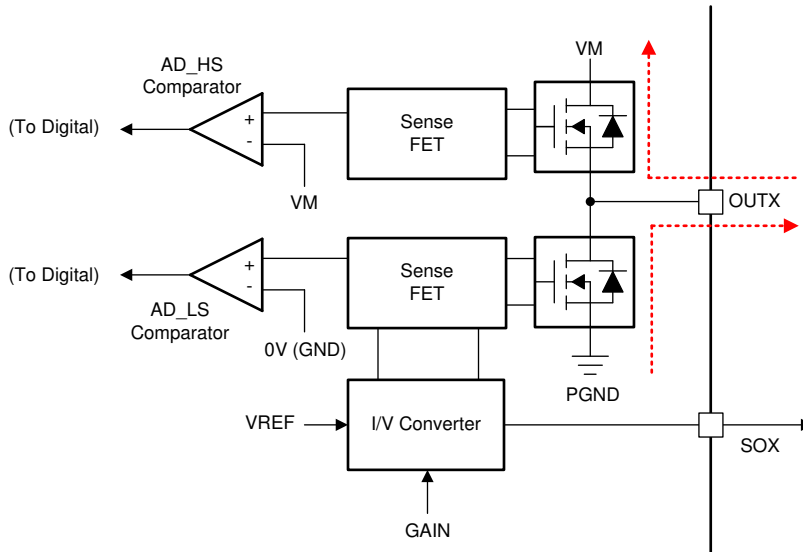 AD_HS
Comparator
VM
(To Digital)
+
-
Sense
FET
VM
OUTX
(To Digital)
+
-
Sense
FET
AD_LS
Comparator
0V (GND)
PGND
VREF
I/V Converter
SOX
GAIN